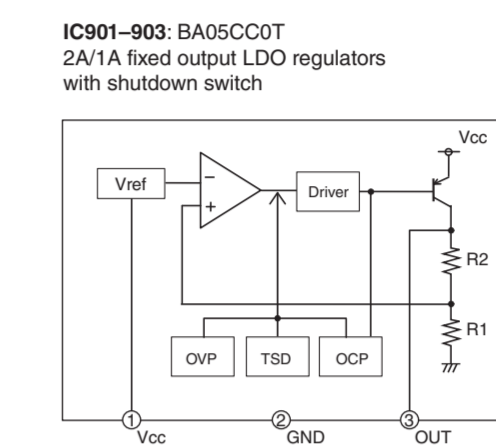 IC901–903: BA05CC0T
2A/1A fixed output LDO regulators
with shutdown switch
Vcc
Vref
−
+
Driver
R2
R1
OVP
TSD
OCP
1
2
3
Vcc
GND
OUT